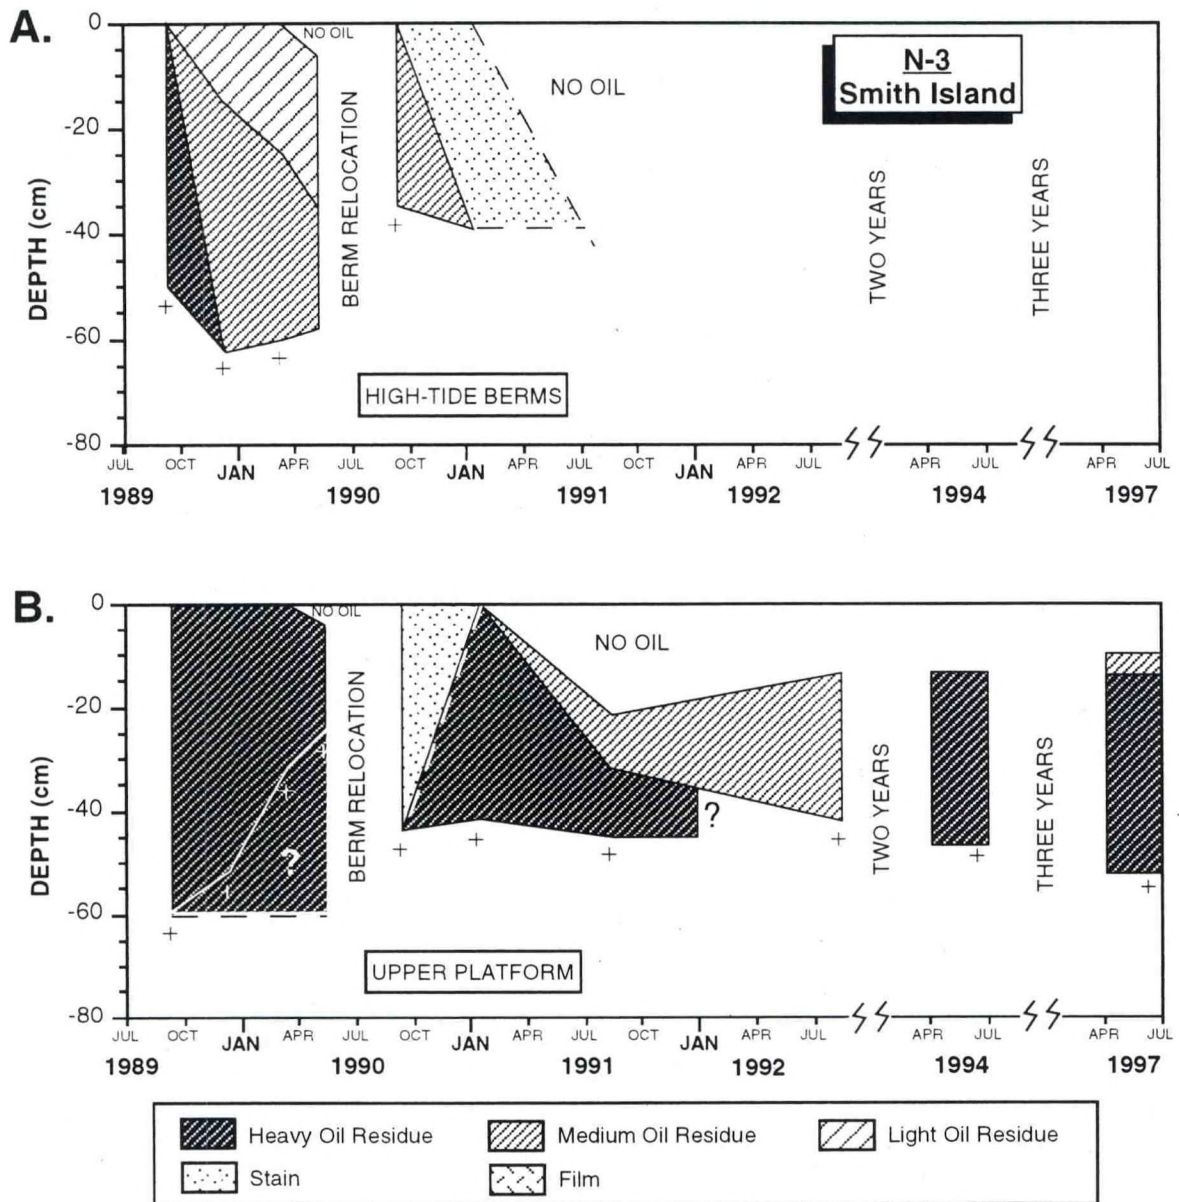 A.
N-3
Smith Island
NO OIL
NO OIL
BERM RELOCATION
TWO YEARS
THREE YEARS
DEPTH (cm)
0
-20
-40
-60
-80
HIGH-TIDE BERMS
JUL OCT JAN APR JUL OCT JAN APR JUL OCT JAN APR JUL APR JUL APR JUL
1989 1990 1991 1992 1994 1997
B.
NO OIL
NO OIL
BERM RELOCATION
TWO YEARS
THREE YEARS
DEPTH (cm)
0
-20
-40
-60
-80
?
?
UPPER PLATFORM
JUL OCT JAN APR JUL OCT JAN APR JUL OCT JAN APR JUL APR JUL APR JUL
1989 1990 1991 1992 1994 1997
Heavy Oil Residue Medium Oil Residue Light Oil Residue
Stain Film